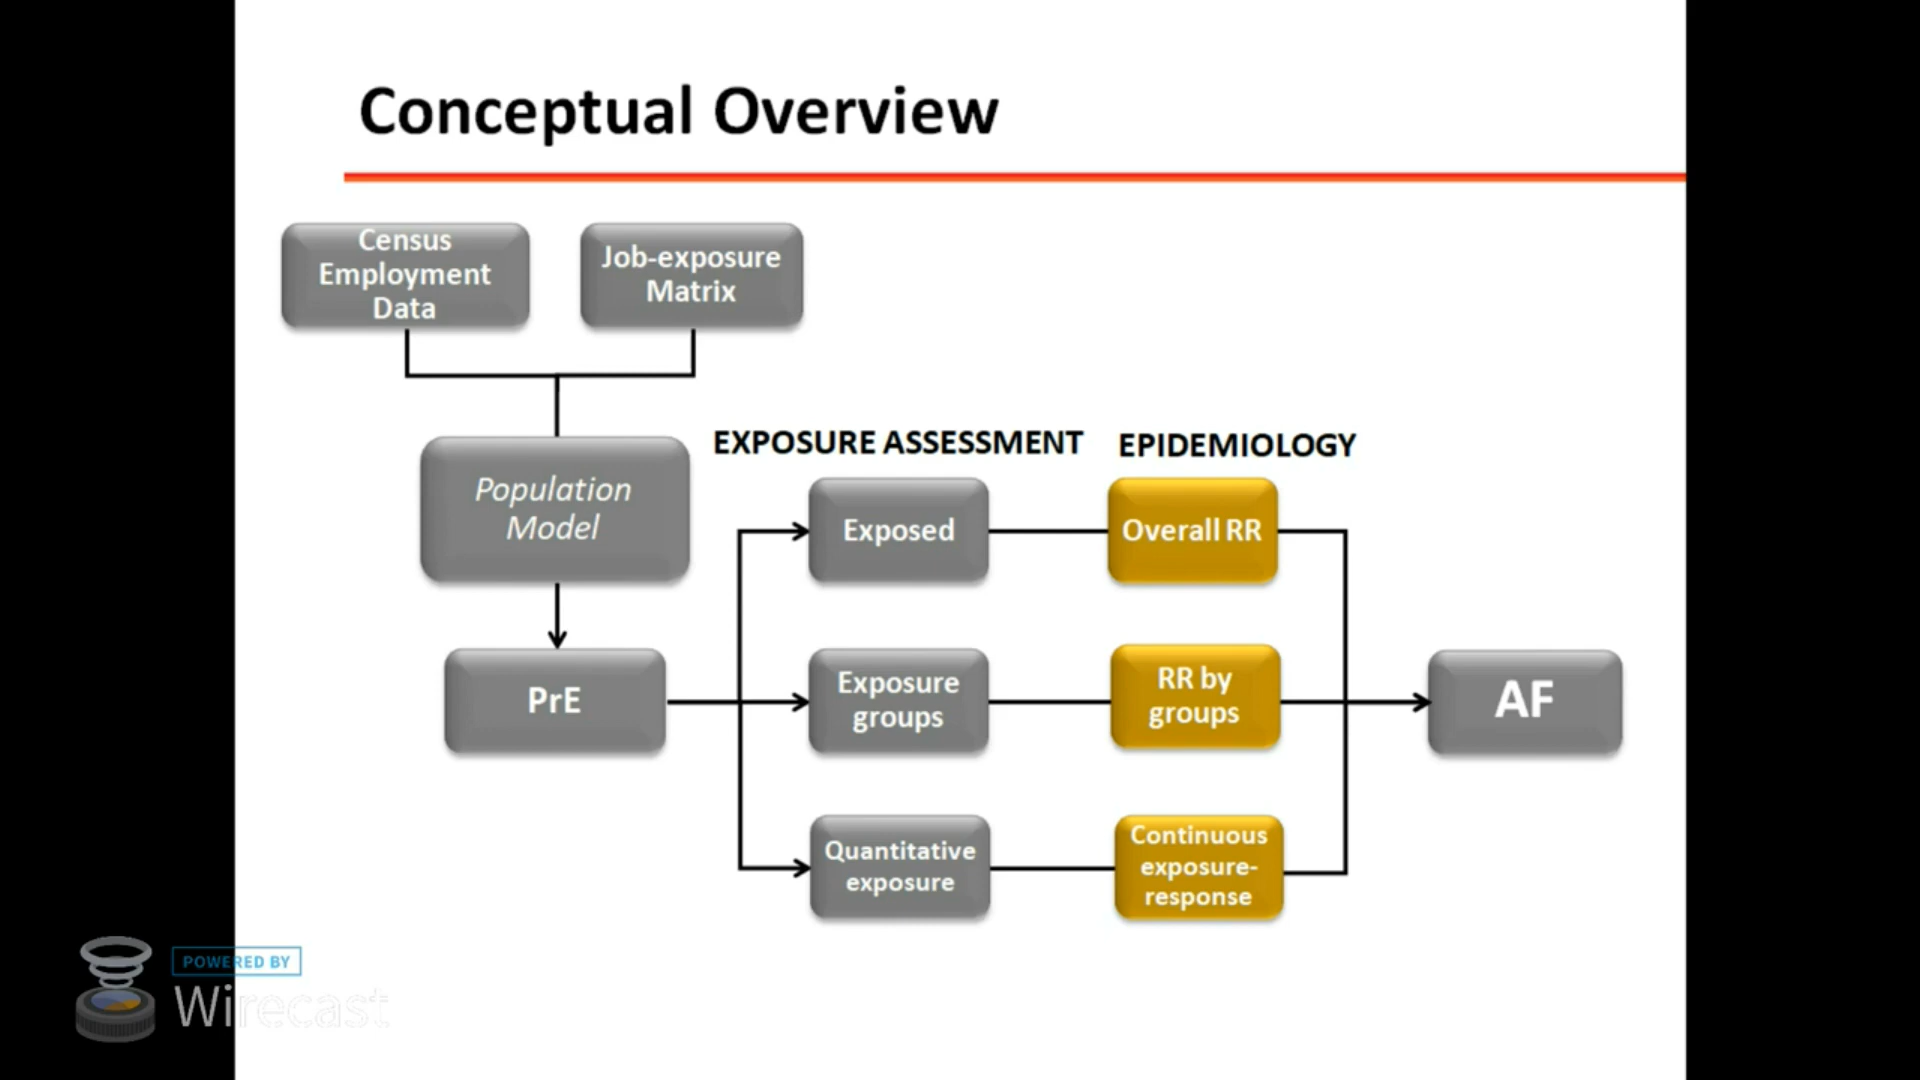 Conceptual Overview
Census
Employment
Data
Job-exposure
Matrix
Population
Model
PrE
EXPOSURE ASSESSMENT
EPIDEMIOLOGY
Exposed
Overall RR
Exposure
groups
RR by
groups
Quantitative
exposure
Continuous
exposure-
response
AF
POWERED BY
Wirecast